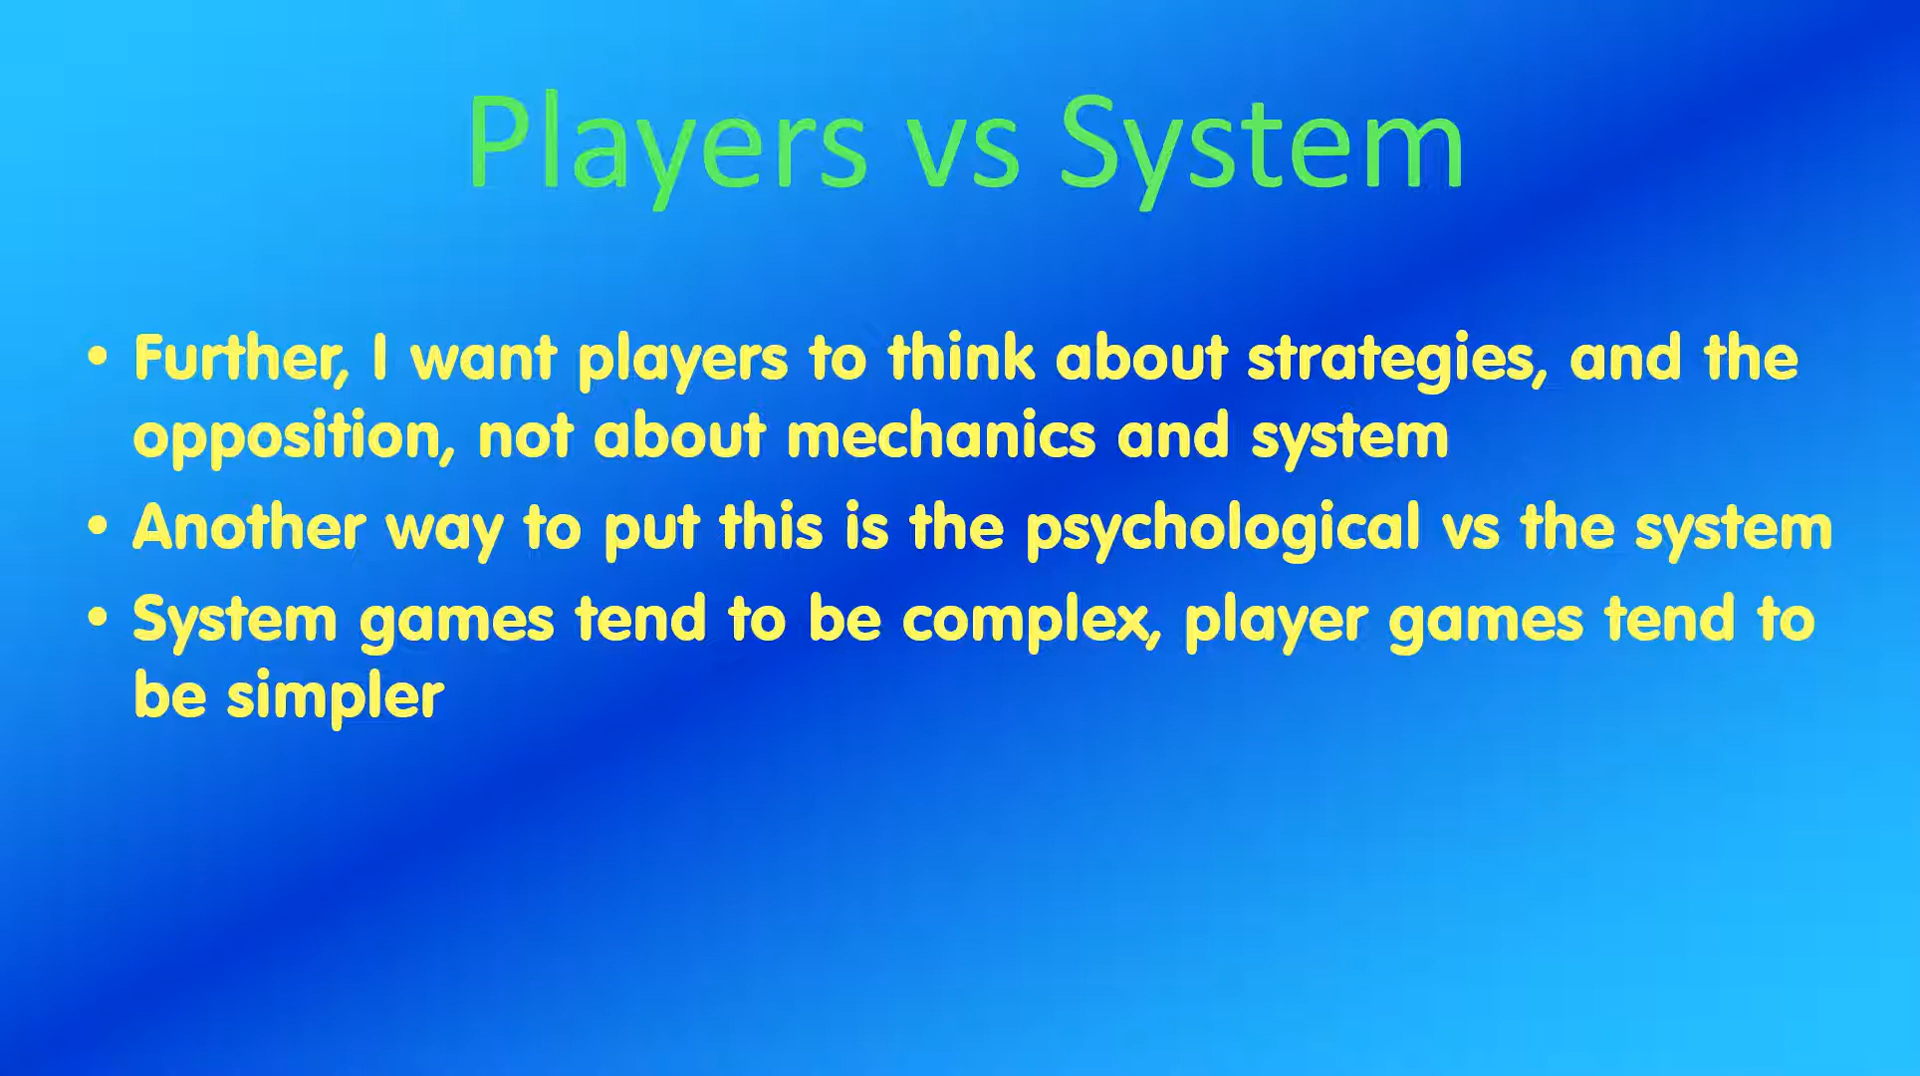 Players vs System
• Further, I want players to think about strategies, and the
opposition, not about mechanics and system
• Another way to put this is the psychological vs the system
• System games tend to be complex, player games tend to
be simpler